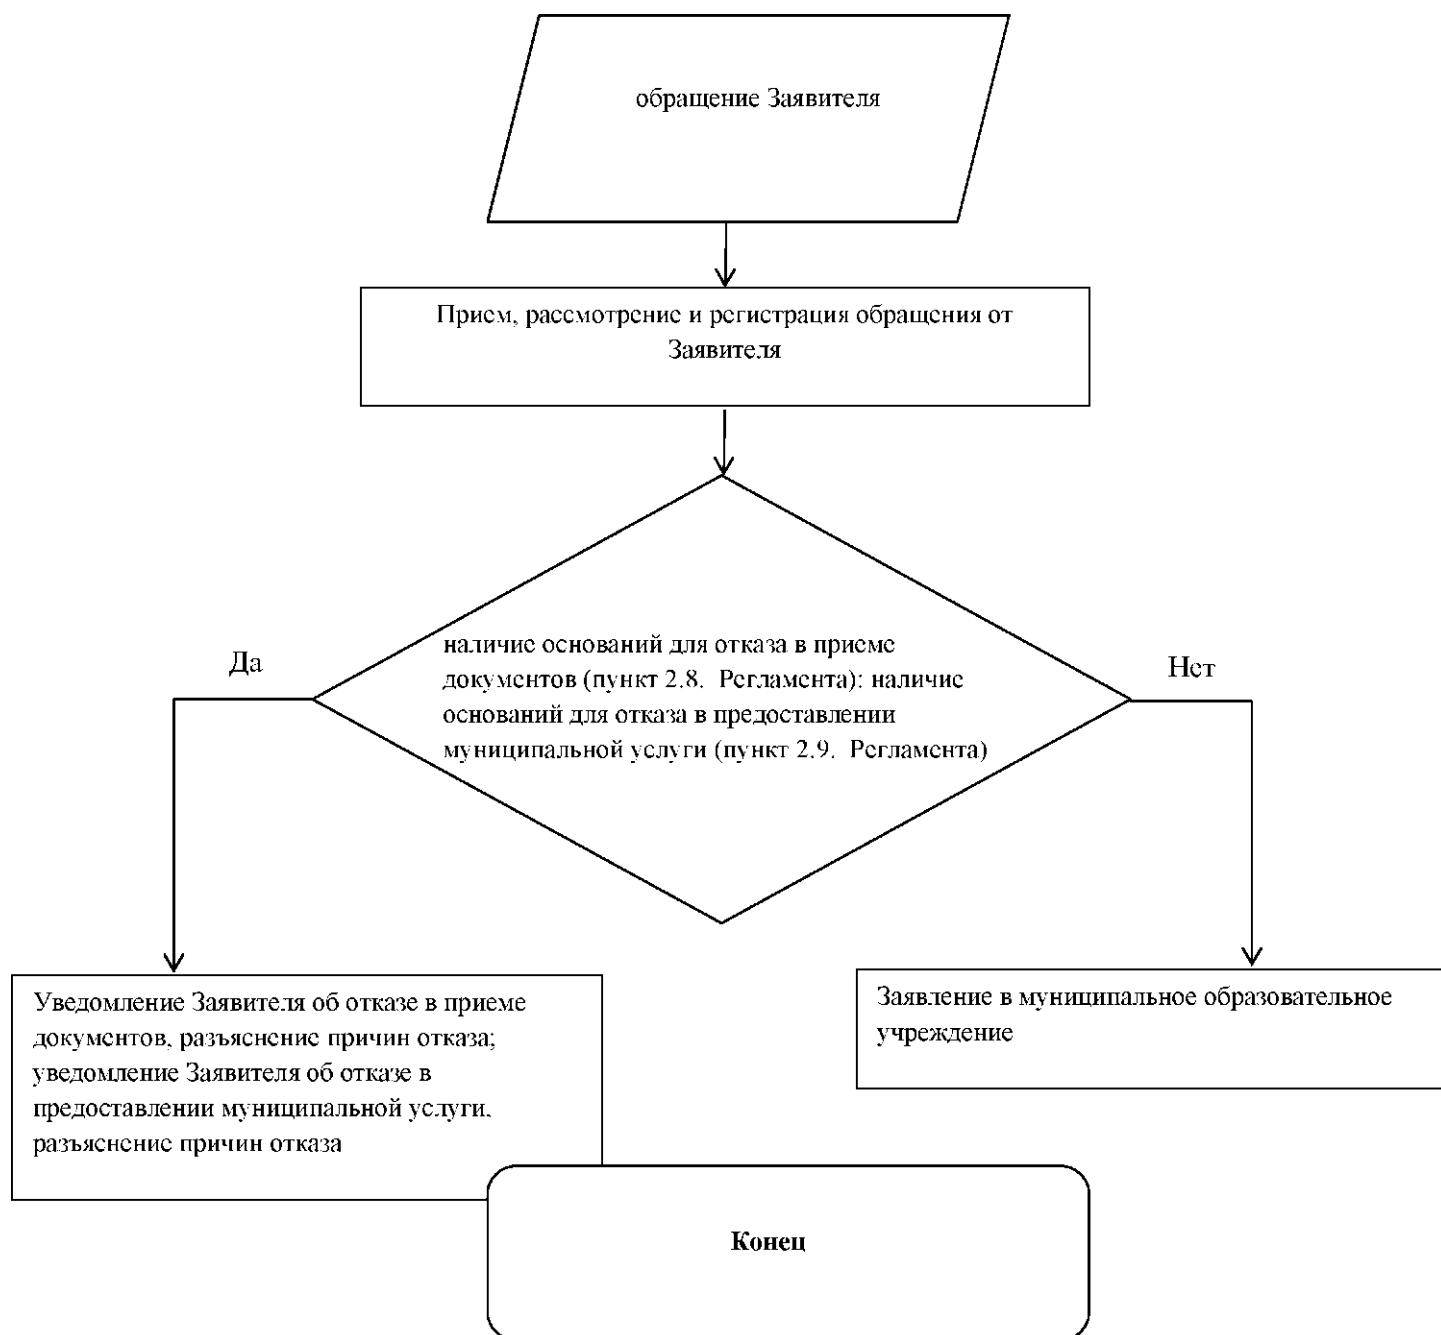 обращение Заявителя
Прием, рассмотрение и регистрация обращения от
Заявителя
наличие оснований для отказа в приеме
документов (пункт 2.8. Регламента): наличие
оснований для отказа в предоставлении
муниципальной услуги (пункт 2.9. Регламента)
Да
Нет
Уведомление Заявителя об отказе в приеме
документов, разъяснение причин отказа;
уведомление Заявителя об отказе в
предоставлении муниципальной услуги,
разъяснение причин отказа
Заявление в муниципальное образовательное
учреждение
Конец